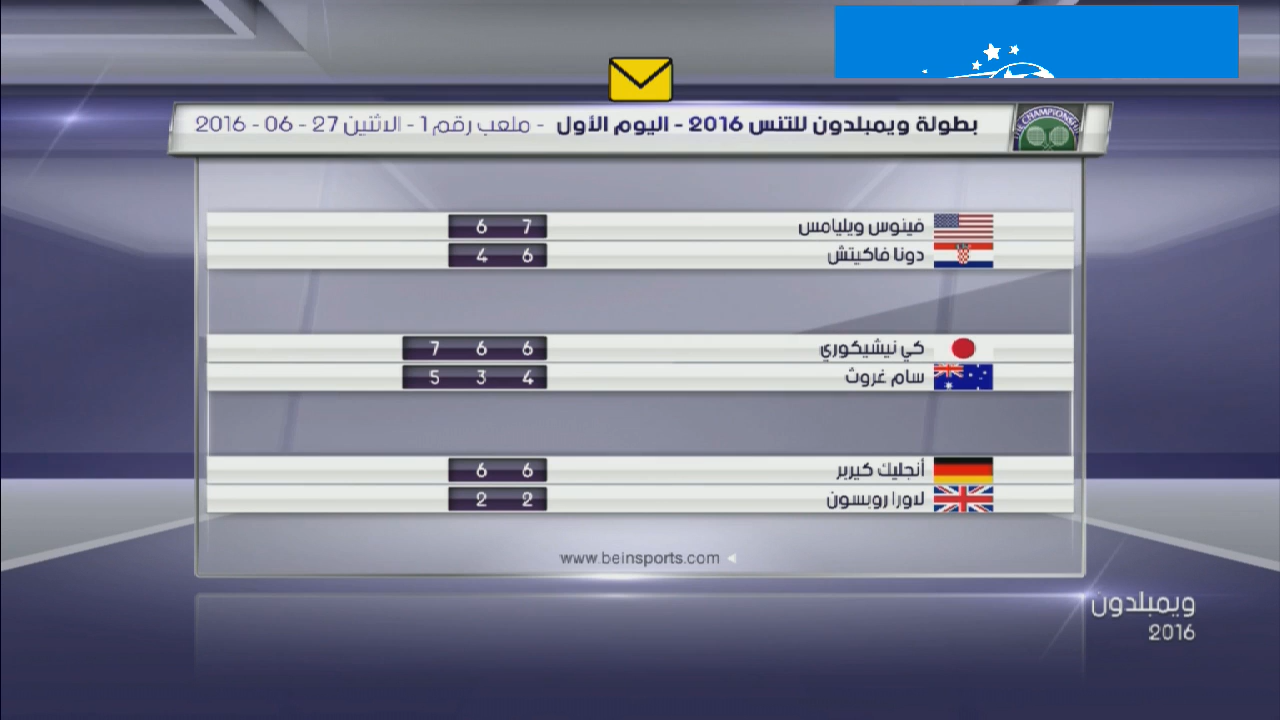 بطولة ويمبلدون للتنس 2016 - اليوم الأول - ملعب رقم 1 - الاثنين 27 - 06 - 2016
فينوس ويليامس 7 6
دونا فاكيتش 6 4
كي نيشيكوري 6 6 7
سام غروث 4 3 5
أنجليك كيربر 6 6
لاورا روبسون 2 2
www.beinsports.com
ويمبلدون
2016